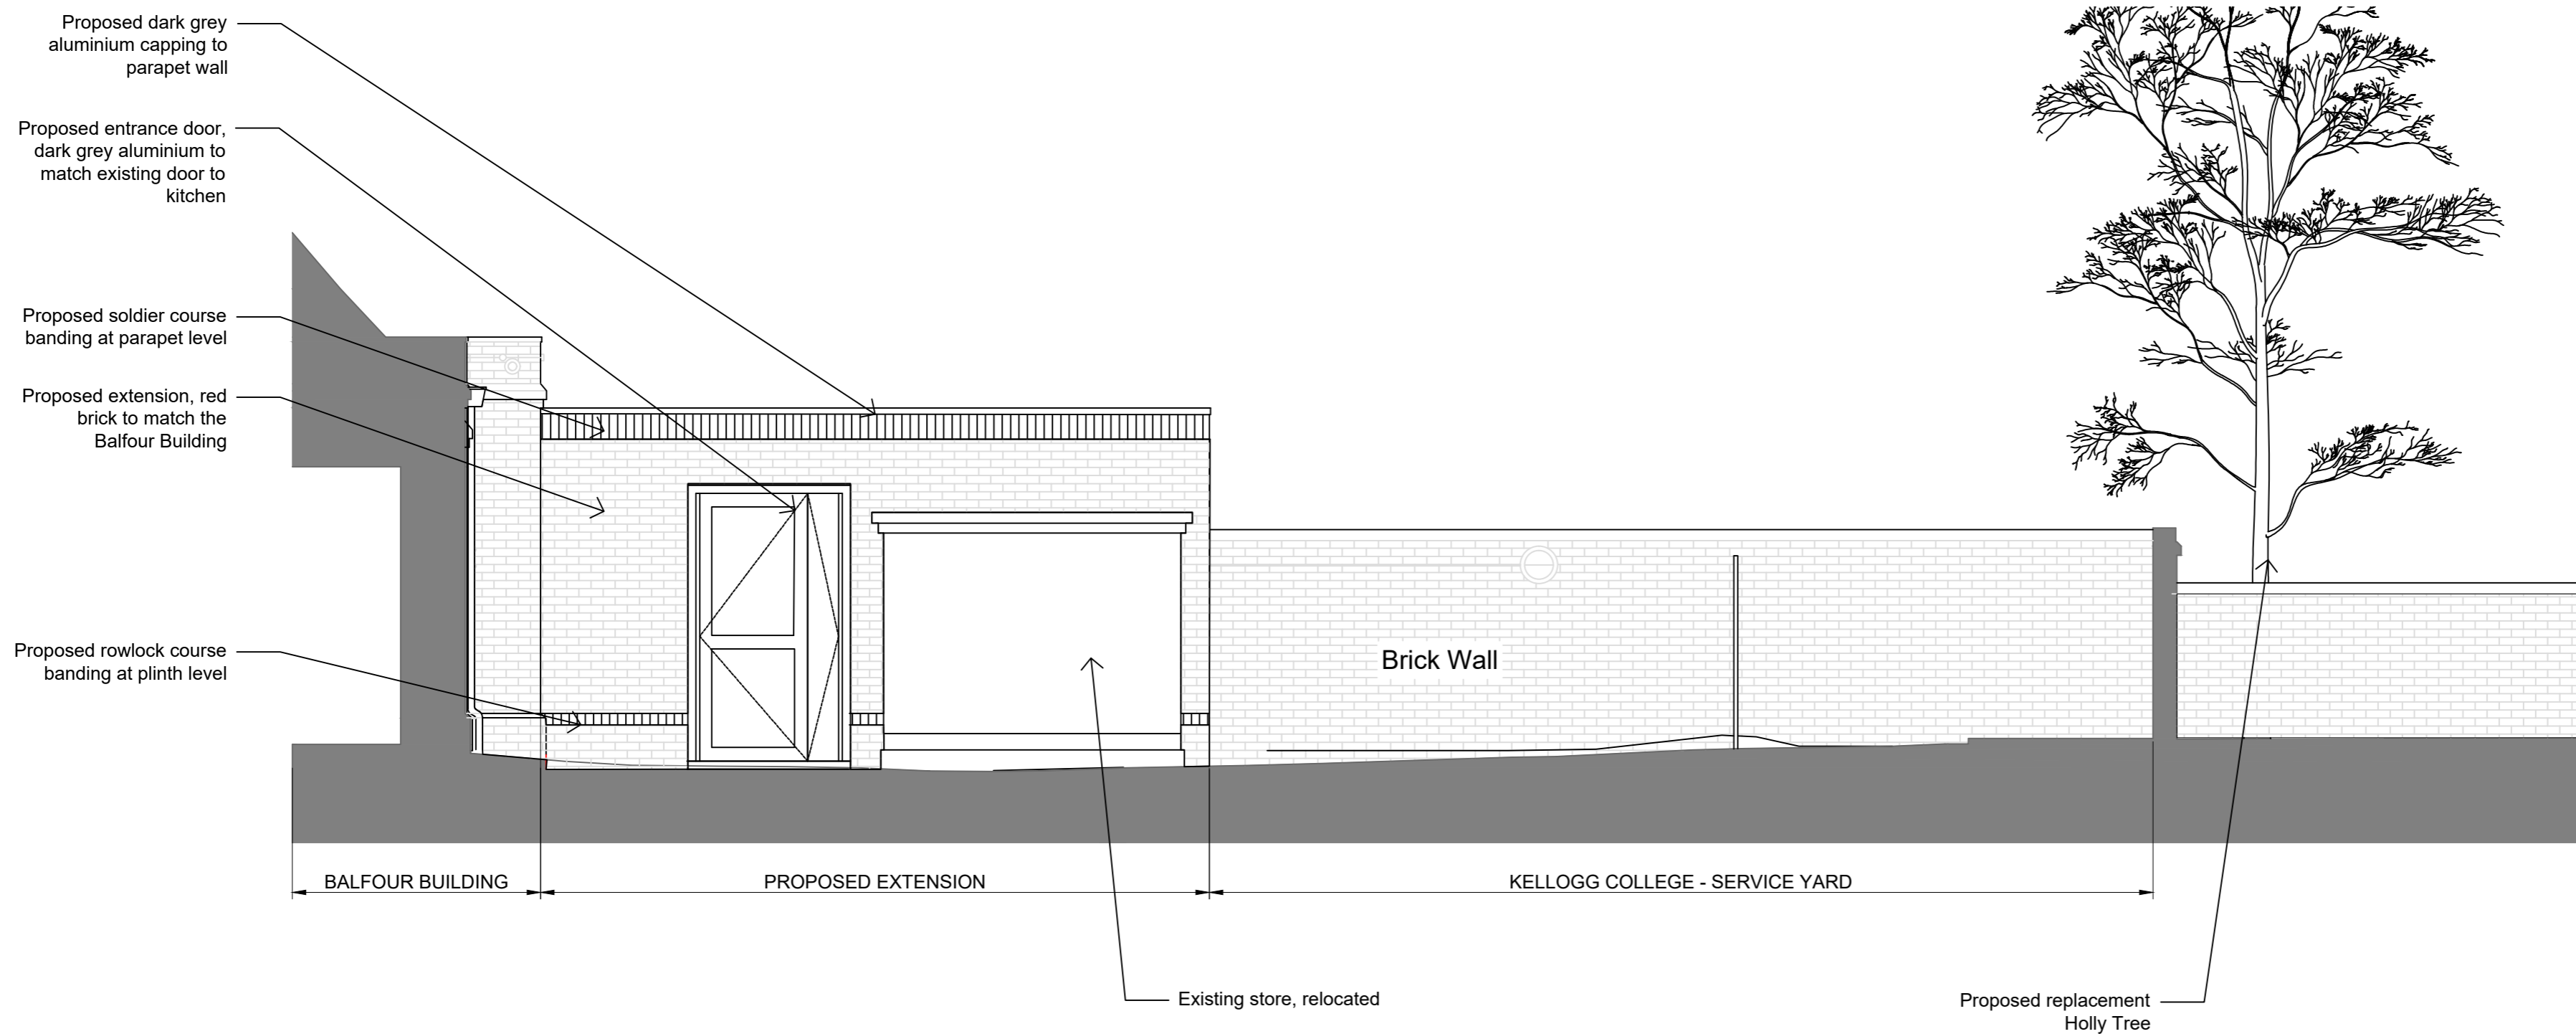 Proposed dark grey
aluminium capping to
parapet wall
Proposed entrance door,
dark grey aluminium to
match existing door to
kitchen
Proposed soldier course
banding at parapet level
Proposed extension, red
brick to match the
Balfour Building
Proposed rowlock course
banding at plinth level
Brick Wall
BALFOUR BUILDING
PROPOSED EXTENSION
KELLOGG COLLEGE - SERVICE YARD
Existing store, relocated
Proposed replacement
Holly Tree